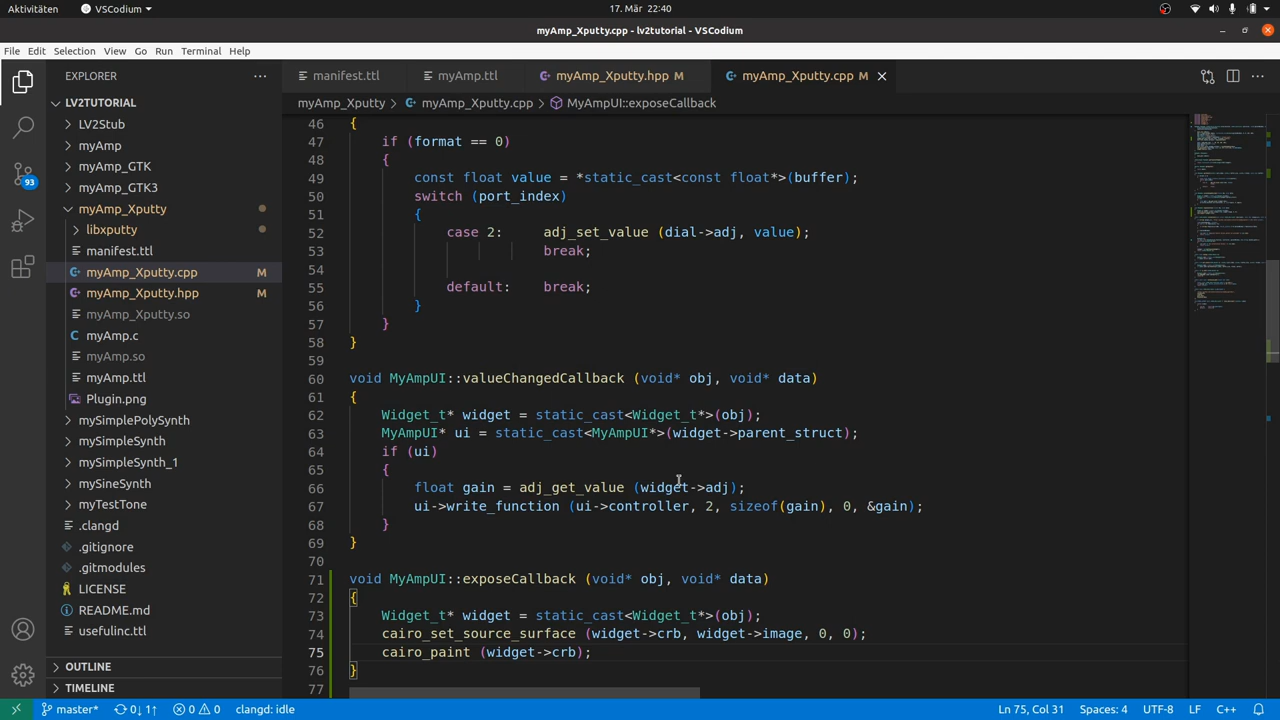 Aktivitäten
VSCodium
17. Mär 22:40
myAmp_Xputty.cpp - lv2tutorial - VSCodium
File Edit Selection View Go Run Terminal Help
EXPLORER
manifest.ttl
myAmp.ttl
myAmp_Xputty.hpp M
myAmp_Xputty.cpp M
myAmp_Xputty > myAmp_Xputty.cpp > MyAmpUI::exposeCallback
LV2TUTORIAL
LV2Stub
myAmp
myAmp_GTK
myAmp_GTK3
myAmp_Xputty
libxputty
manifest.ttl
myAmp_Xputty.cpp M
myAmp_Xputty.hpp M
myAmp_Xputty.so
myAmp.c
myAmp.so
myAmp.ttl
Plugin.png
mySimplePolySynth
mySimpleSynth
mySimpleSynth_1
mySineSynth
myTestTone
.clangd
.gitignore
.gitmodules
LICENSE
README.md
usefulinc.ttl
OUTLINE
TIMELINE
93
46 {
47 if (format == 0)
48 {
49 const float value = *static_cast<const float*>(buffer);
50 switch (port_index)
51 {
52 case 2: adj_set_value (dial->adj, value);
53 break;
54
55 default: break;
56 }
57 }
58 }
59
60 void MyAmpUI::valueChangedCallback (void* obj, void* data)
61 {
62 Widget_t* widget = static_cast<Widget_t*>(obj);
63 MyAmpUI* ui = static_cast<MyAmpUI*>(widget->parent_struct);
64 if (ui)
65 {
66 float gain = adj_get_value (widget->adj);
67 ui->write_function (ui->controller, 2, sizeof(gain), 0, &gain);
68 }
69 }
70
71 void MyAmpUI::exposeCallback (void* obj, void* data)
72 {
73 Widget_t* widget = static_cast<Widget_t*>(obj);
74 cairo_set_source_surface (widget->crb, widget->image, 0, 0);
75 cairo_paint (widget->crb);
76 }
77
master* 0↓ 1↑ 0 0 clangd: idle
Ln 75, Col 31 Spaces: 4 UTF-8 LF C++